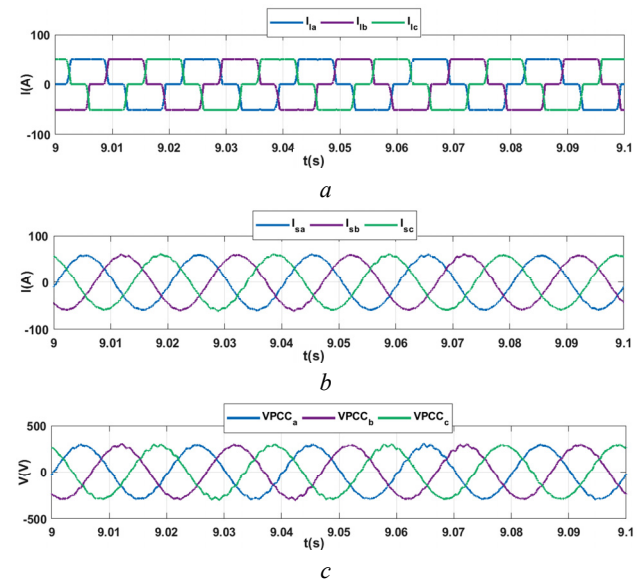 I_la I_lb I_lc
100
0
-100
I(A)
9 9.01 9.02 9.03 9.04 9.05 9.06 9.07 9.08 9.09 9.1
t(s)
a
I_sa I_sb I_sc
100
0
-100
I(A)
9 9.01 9.02 9.03 9.04 9.05 9.06 9.07 9.08 9.09 9.1
t(s)
b
VPCC_a VPCC_b VPCC_c
500
0
-500
V(V)
9 9.01 9.02 9.03 9.04 9.05 9.06 9.07 9.08 9.09 9.1
t(s)
c